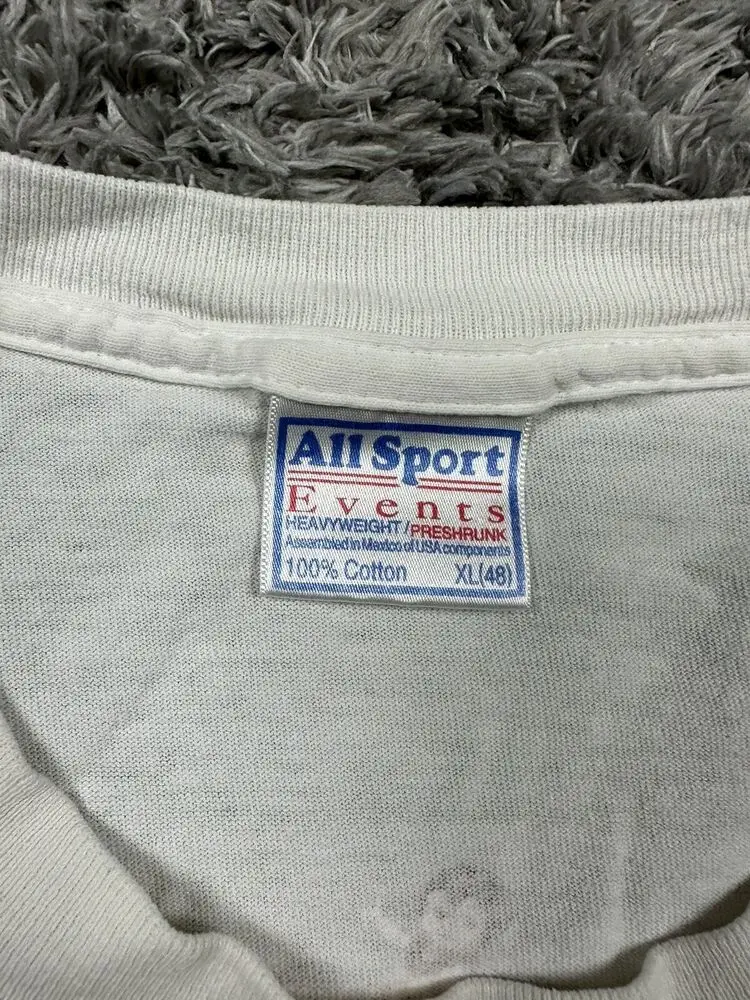 All Sport
Events
HEAVYWEIGHT/PRESHRUNK
Assembled in Mexico of USA components
100% Cotton XL(48)